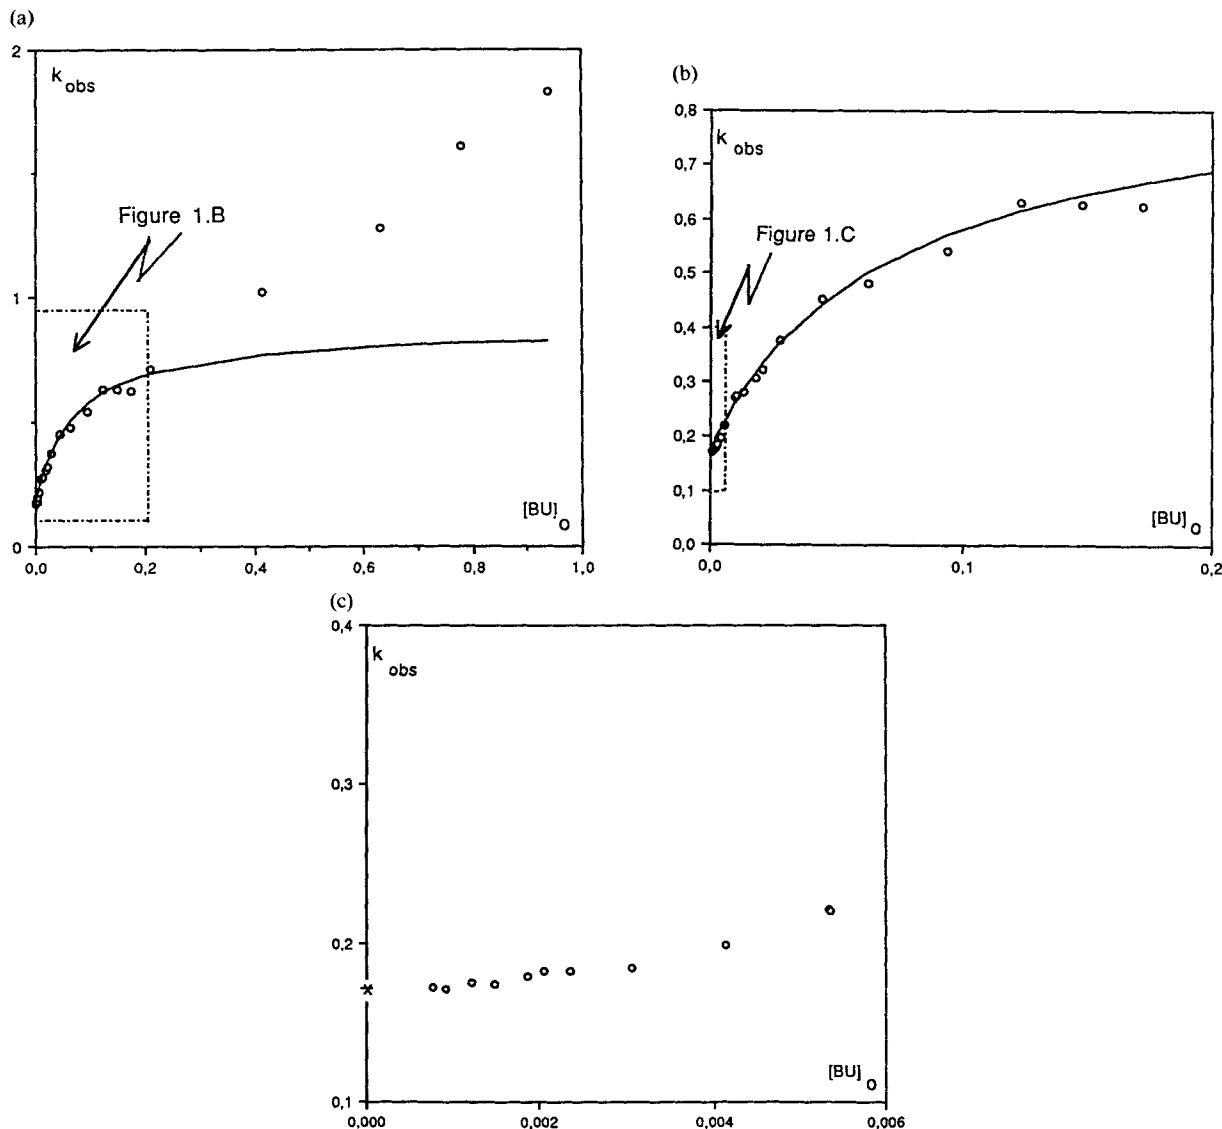 (a)
2
k obs
Figure 1.B
1
[BU] O
0
0,0 0,2 0,4 0,6 0,8 1,0
(b)
0,8
k obs
0,7
0,6
Figure 1.C
0,5
0,4
0,3
0,2
0,1
[BU] O
0,0
0,0 0,1 0,2
(c)
0,4
k obs
0,3
0,2
[BU] O
0,1
0,000 0,002 0,004 0,006